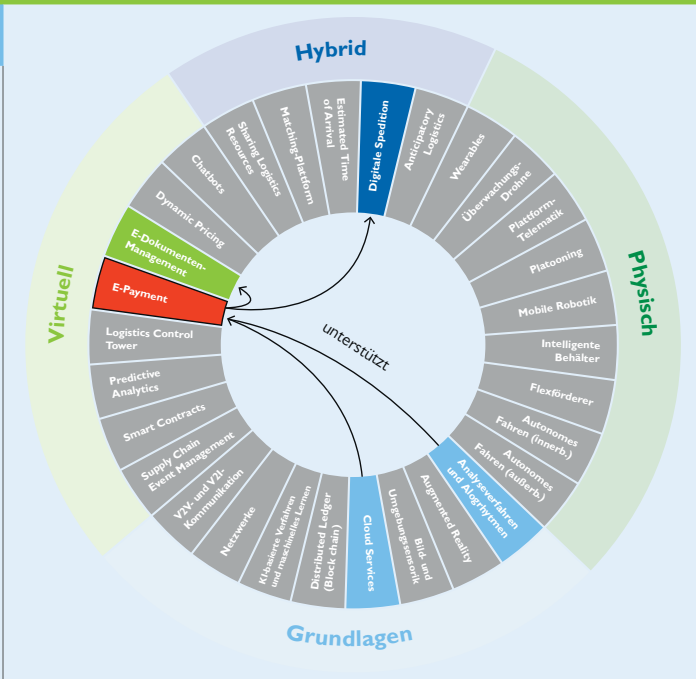 Hybrid
Physisch
Grundlagen
Virtuell
Digitale Spedition
Anticipatory
Logistics
Wearables
Überwachungs-
Drohne
Plattform-
Telematik
Platooning
Mobile Robotik
Intelligente
Behälter
Flexförderer
Autonomes
Fahren (innerb.)
Autonomes
Fahren (außerb.)
Analyseverfahren
und Alogrhytmen
Augmented Reality
Bild- und
Umgebungssensorik
Cloud Services
Distributed Ledger
(Block chain)
KI-basierte Verfahren
und maschinelles Lernen
Netzwerke
V2V- und V2I-
Kommunikation
Supply Chain
Event Management
Smart Contracts
Predictive
Analytics
Logistics Control
Tower
E-Payment
E-Dokumenten-
Management
Dynamic Pricing
Chatbots
Sharing Logistics
Resources
Matching-Plattform
Estimated Time
of Arrival
unterstützt